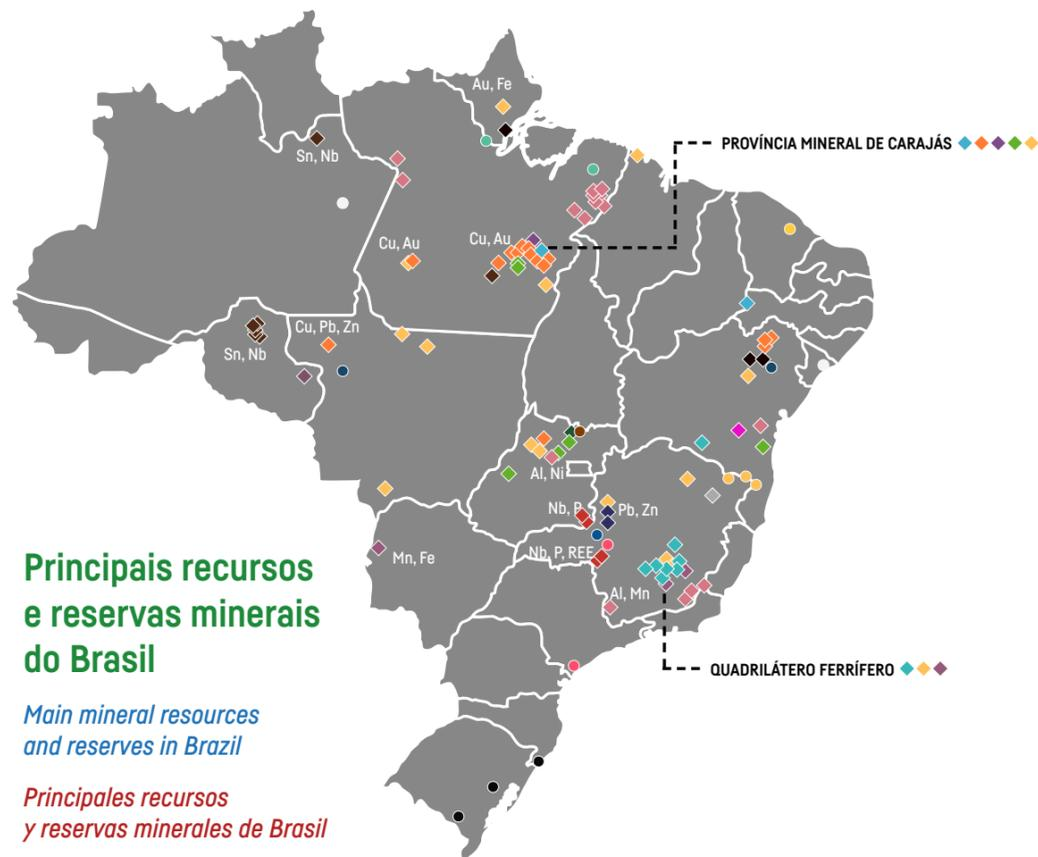 Au, Fe
Sn, Nb
PROVÍNCIA MINERAL DE CARAJÁS
Cu, Au
Cu, Au
Cu, Pb, Zn
Sn, Nb
Al, Ni
Nb, P
Pb, Zn
Nb, P, REE
Mn, Fe
Al, Mn
QUADRILÁTERO FERRÍFERO
Principais recursos
e reservas minerais
do Brasil
Main mineral resources
and reserves in Brazil
Principales recursos
y reservas minerales de Brasil